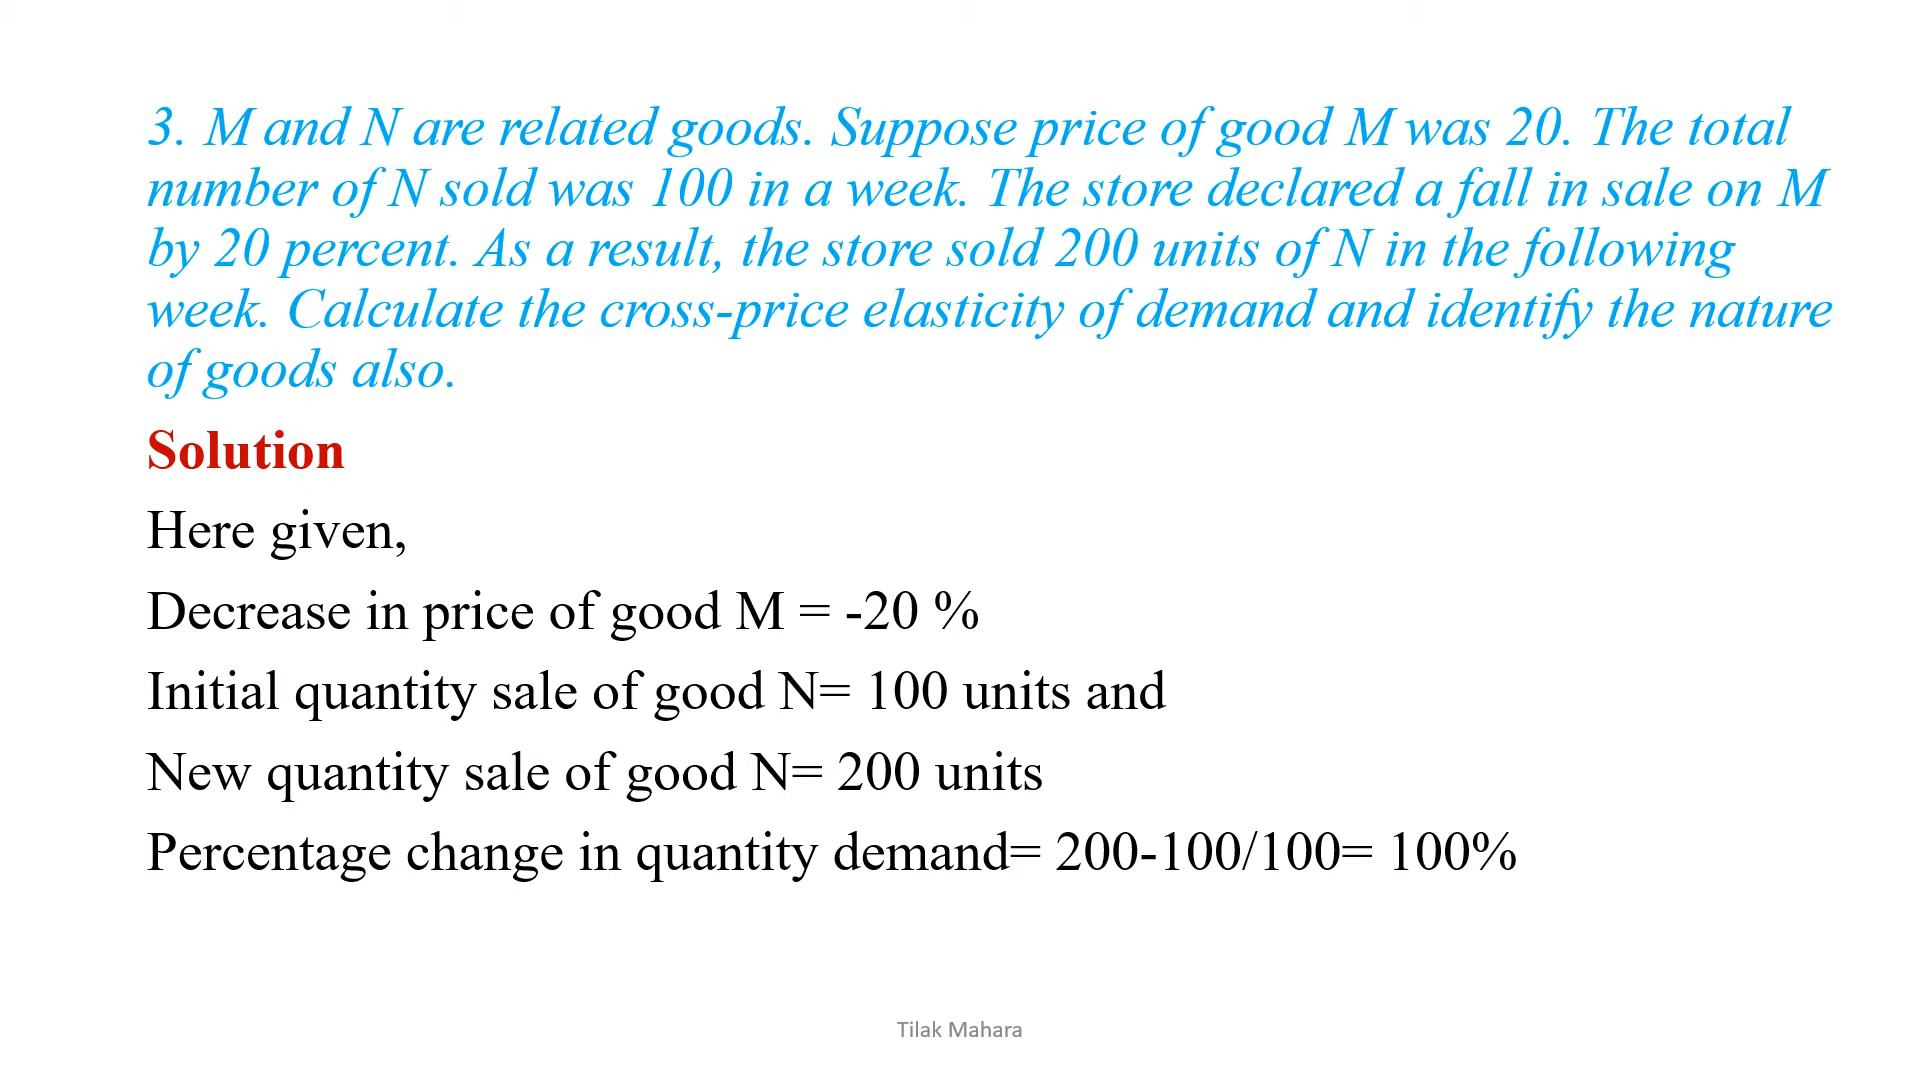 3. M and N are related goods. Suppose price of good M was 20. The total
number of N sold was 100 in a week. The store declared a fall in sale on M
by 20 percent. As a result, the store sold 200 units of N in the following
week. Calculate the cross-price elasticity of demand and identify the nature
of goods also.
Solution
Here given,
Decrease in price of good M = -20 %
Initial quantity sale of good N= 100 units and
New quantity sale of good N= 200 units
Percentage change in quantity demand= 200-100/100= 100%
Tilak Mahara